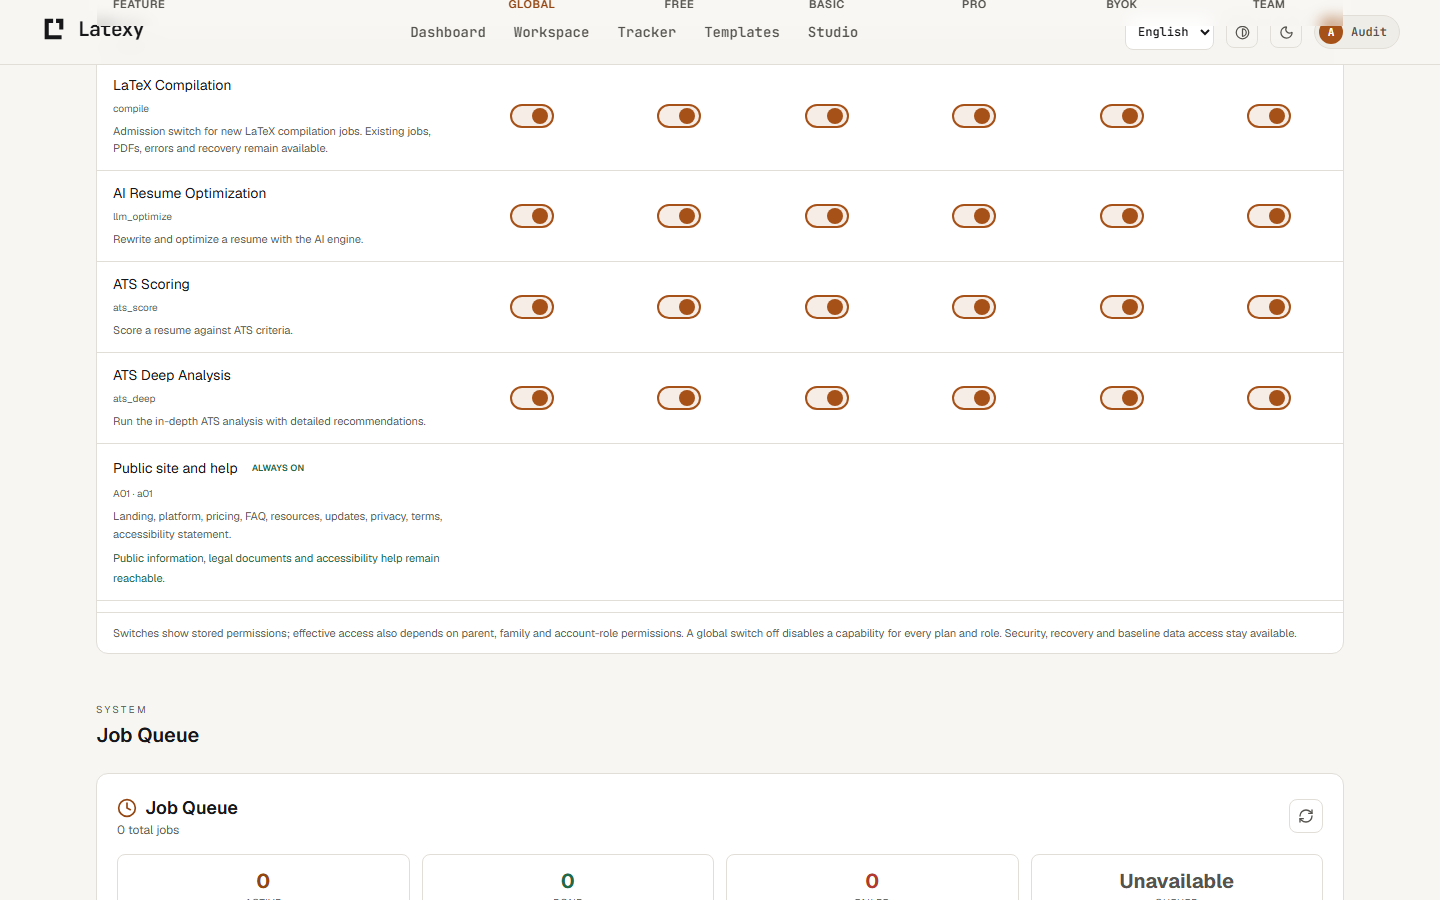 FEATURE GLOBAL FREE BASIC PRO BYOK TEAM
Latexy Dashboard Workspace Tracker Templates Studio English A Audit
LaTeX Compilation
compile
Admission switch for new LaTeX compilation jobs. Existing jobs,
PDFs, errors and recovery remain available.
AI Resume Optimization
llm_optimize
Rewrite and optimize a resume with the AI engine.
ATS Scoring
ats_score
Score a resume against ATS criteria.
ATS Deep Analysis
ats_deep
Run the in-depth ATS analysis with detailed recommendations.
Public site and help ALWAYS ON
A01 · a01
Landing, platform, pricing, FAQ, resources, updates, privacy, terms,
accessibility statement.
Public information, legal documents and accessibility help remain
reachable.
Switches show stored permissions; effective access also depends on parent, family and account-role permissions. A global switch off disables a capability for every plan and role. Security, recovery and baseline data access stay available.
SYSTEM
Job Queue
Job Queue
0 total jobs
0 0 0 Unavailable